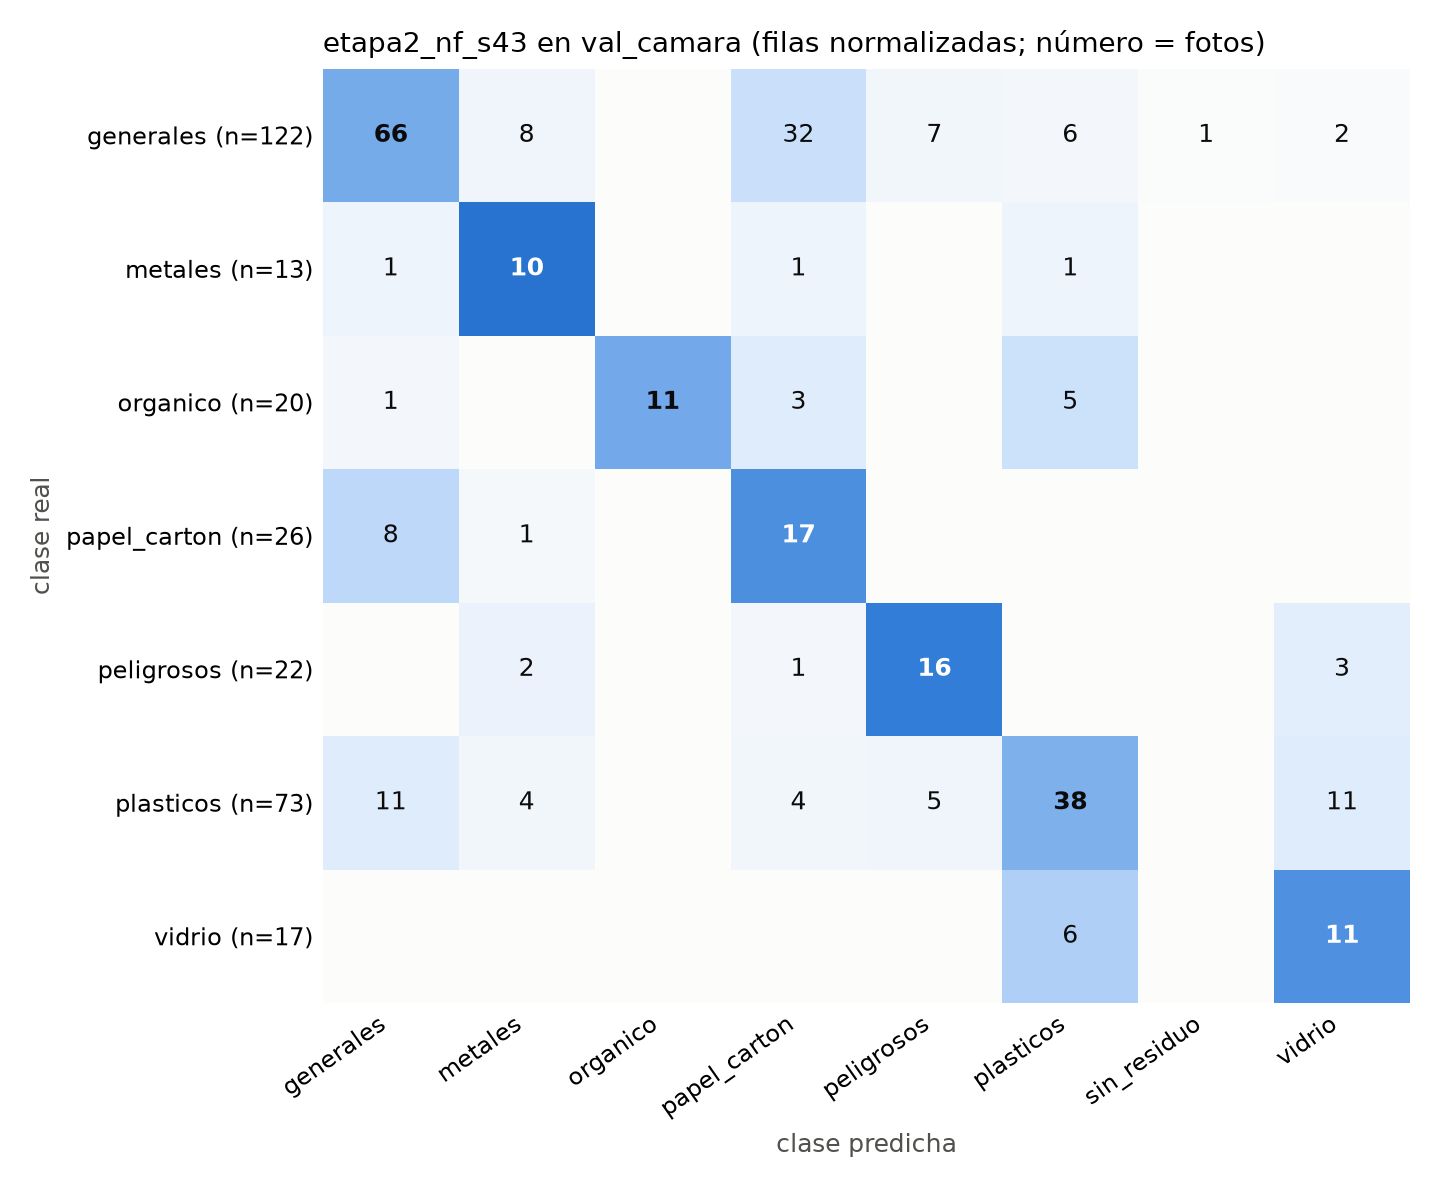 etapa2_nf_s43 en val_camara (filas normalizadas; número = fotos)
generales (n=122) 66 8 32 7 6 1 2
metales (n=13) 1 10 1 1
organico (n=20) 1 11 3 5
papel_carton (n=26) 8 1 17
peligrosos (n=22) 2 1 16 3
plasticos (n=73) 11 4 4 5 38 11
vidrio (n=17) 6 11
clase real
generales metales organico papel_carton peligrosos plasticos sin_residuo vidrio
clase predicha